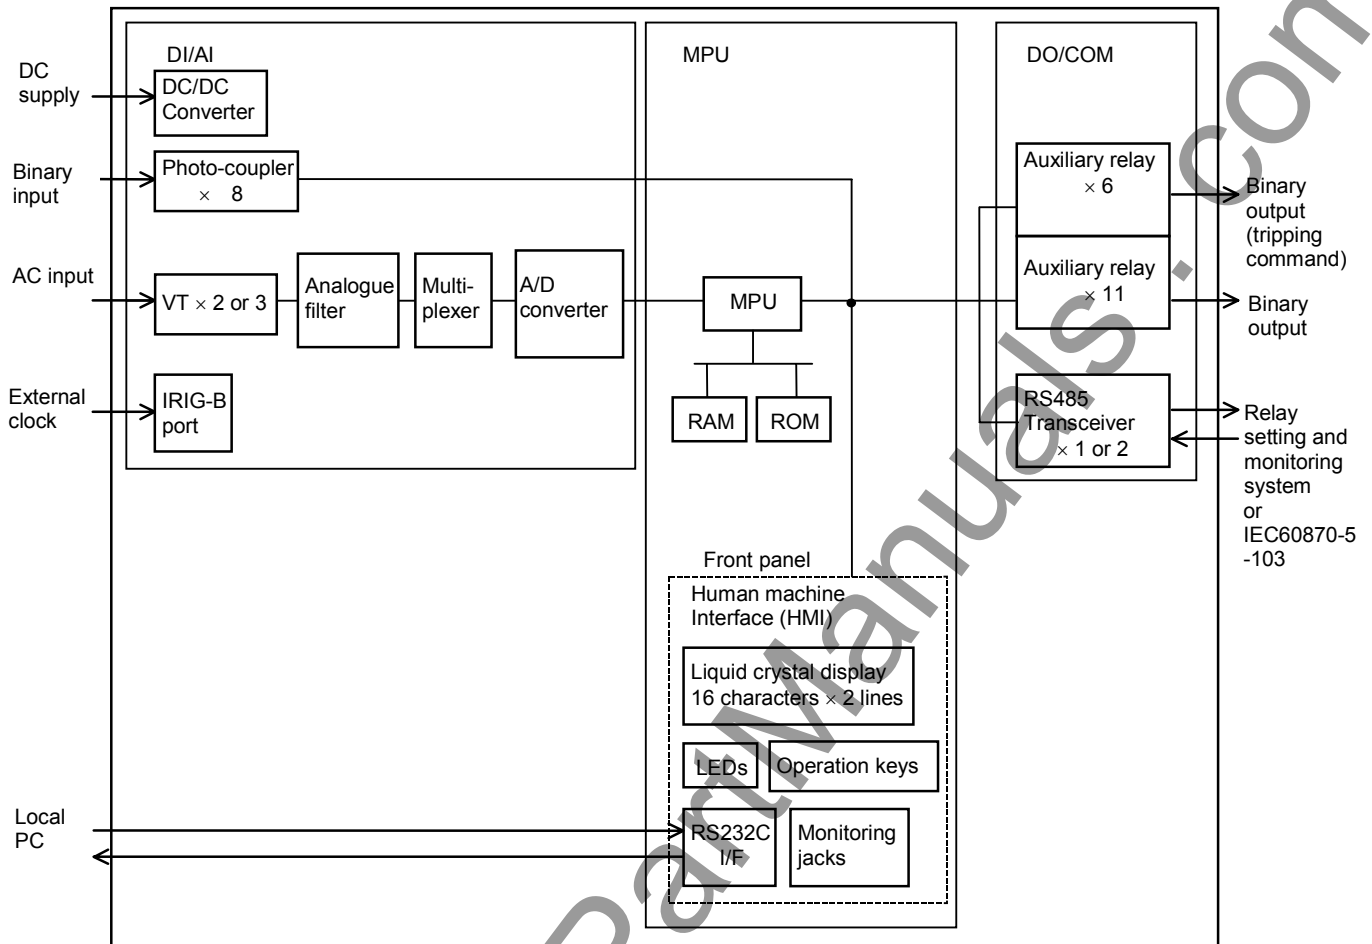 DI/AI
MPU
DO/COM
DC
supply
DC/DC
Converter
Binary
input
Photo-coupler
× 8
AC input
VT × 2 or 3
Analogue
filter
Multi-
plexer
A/D
converter
External
clock
IRIG-B
port
MPU
RAM
ROM
Auxiliary relay
× 6
Auxiliary relay
× 11
RS485
Transceiver
× 1 or 2
Binary
output
(tripping
command)
Binary
output
Relay
setting and
monitoring
system
or
IEC60870-5
-103
Front panel
Human machine
Interface (HMI)
Liquid crystal display
16 characters × 2 lines
LEDs
Operation keys
Local
PC
RS232C
I/F
Monitoring
jacks
PartManuals.com